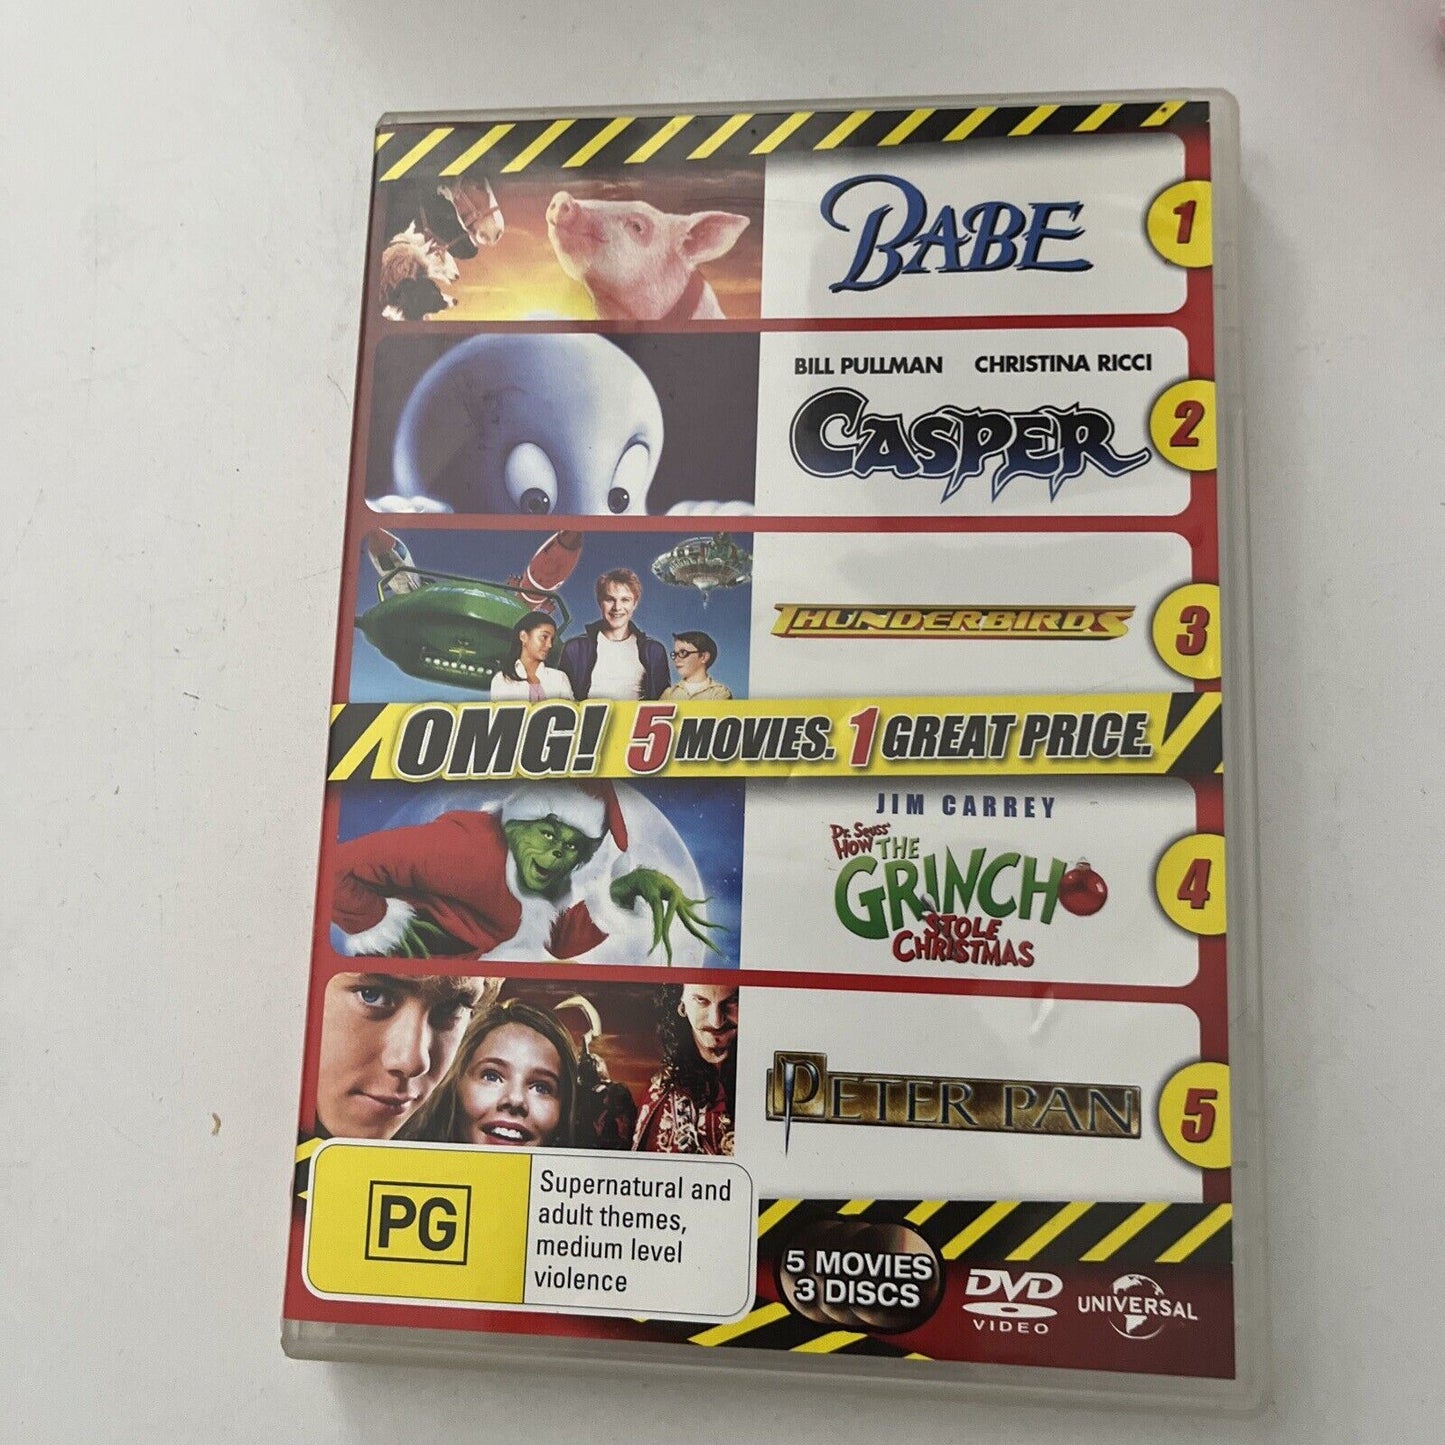 BABE
1
BILL PULLMAN CHRISTINA RICCI
CASPER
2
THUNDERBIRDS
3
OMG! 5 MOVIES. 1 GREAT PRICE.
JIM CARREY
Dr. Seuss'
HOW THE
GRINCH
STOLE
CHRISTMAS
4
PETER PAN
5
PG
Supernatural and
adult themes,
medium level
violence
5 MOVIES
3 DISCS
DVD
VIDEO
UNIVERSAL